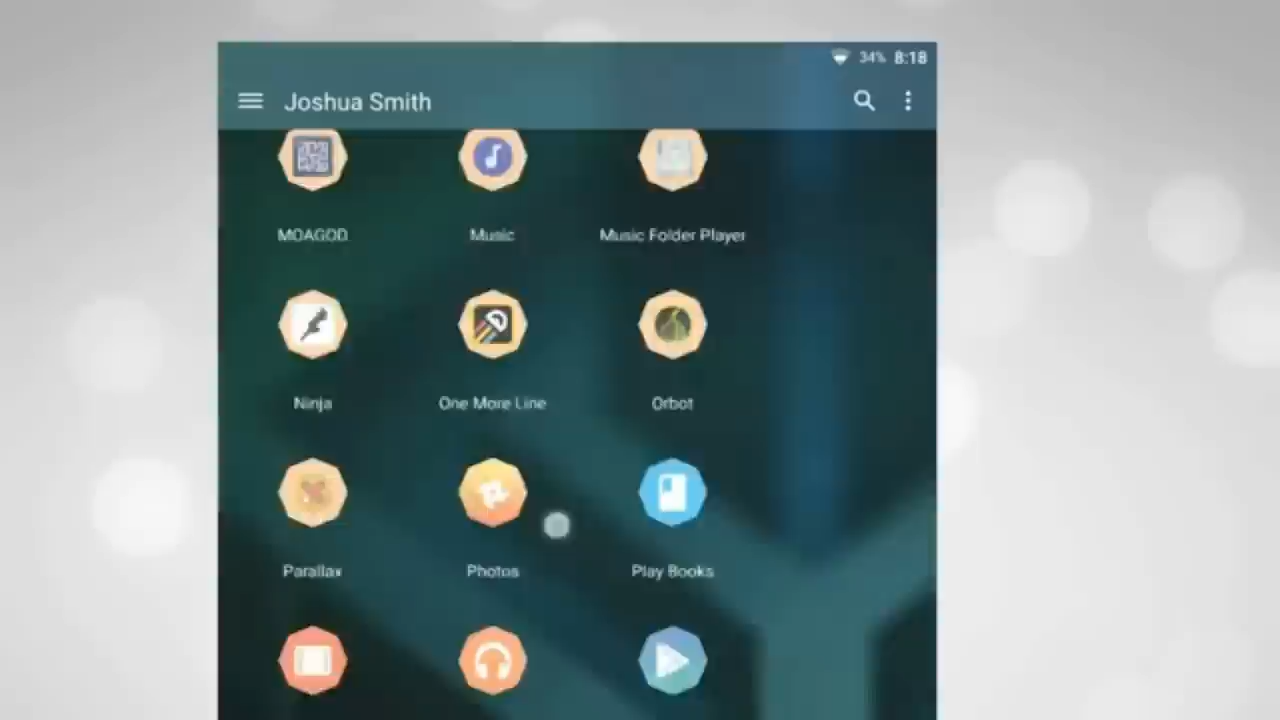 34% 8:18
Joshua Smith
MOAGOD
Music
Music Folder Player
Ninja
One More Line
Orbot
Parallax
Photos
Play Books